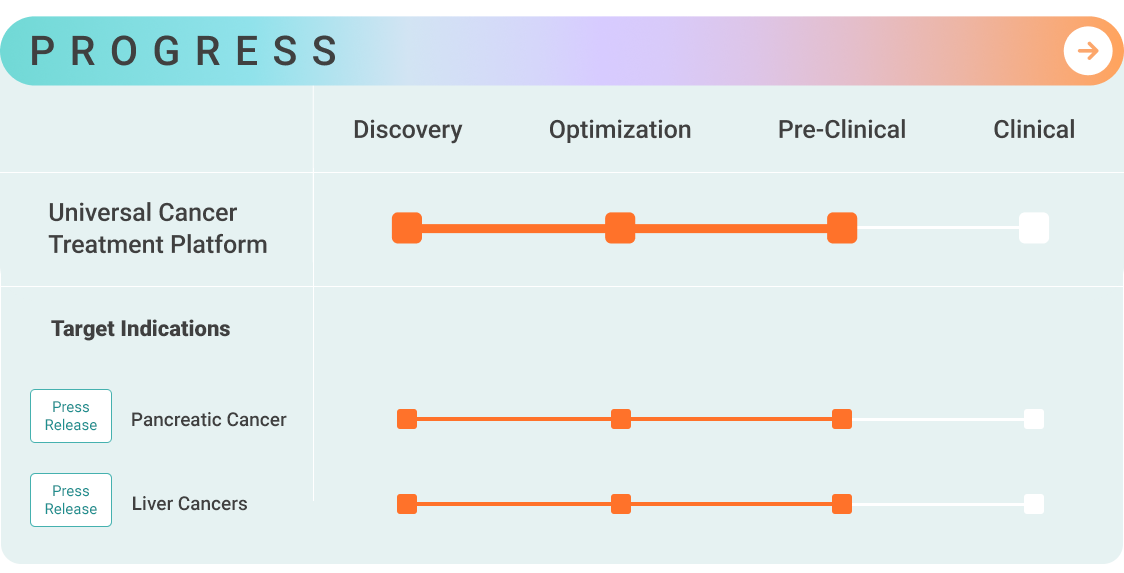 PROGRESS
Discovery Optimization Pre-Clinical Clinical
Universal Cancer
Treatment Platform
Target Indications
Press
Release
Pancreatic Cancer
Press
Release
Liver Cancers